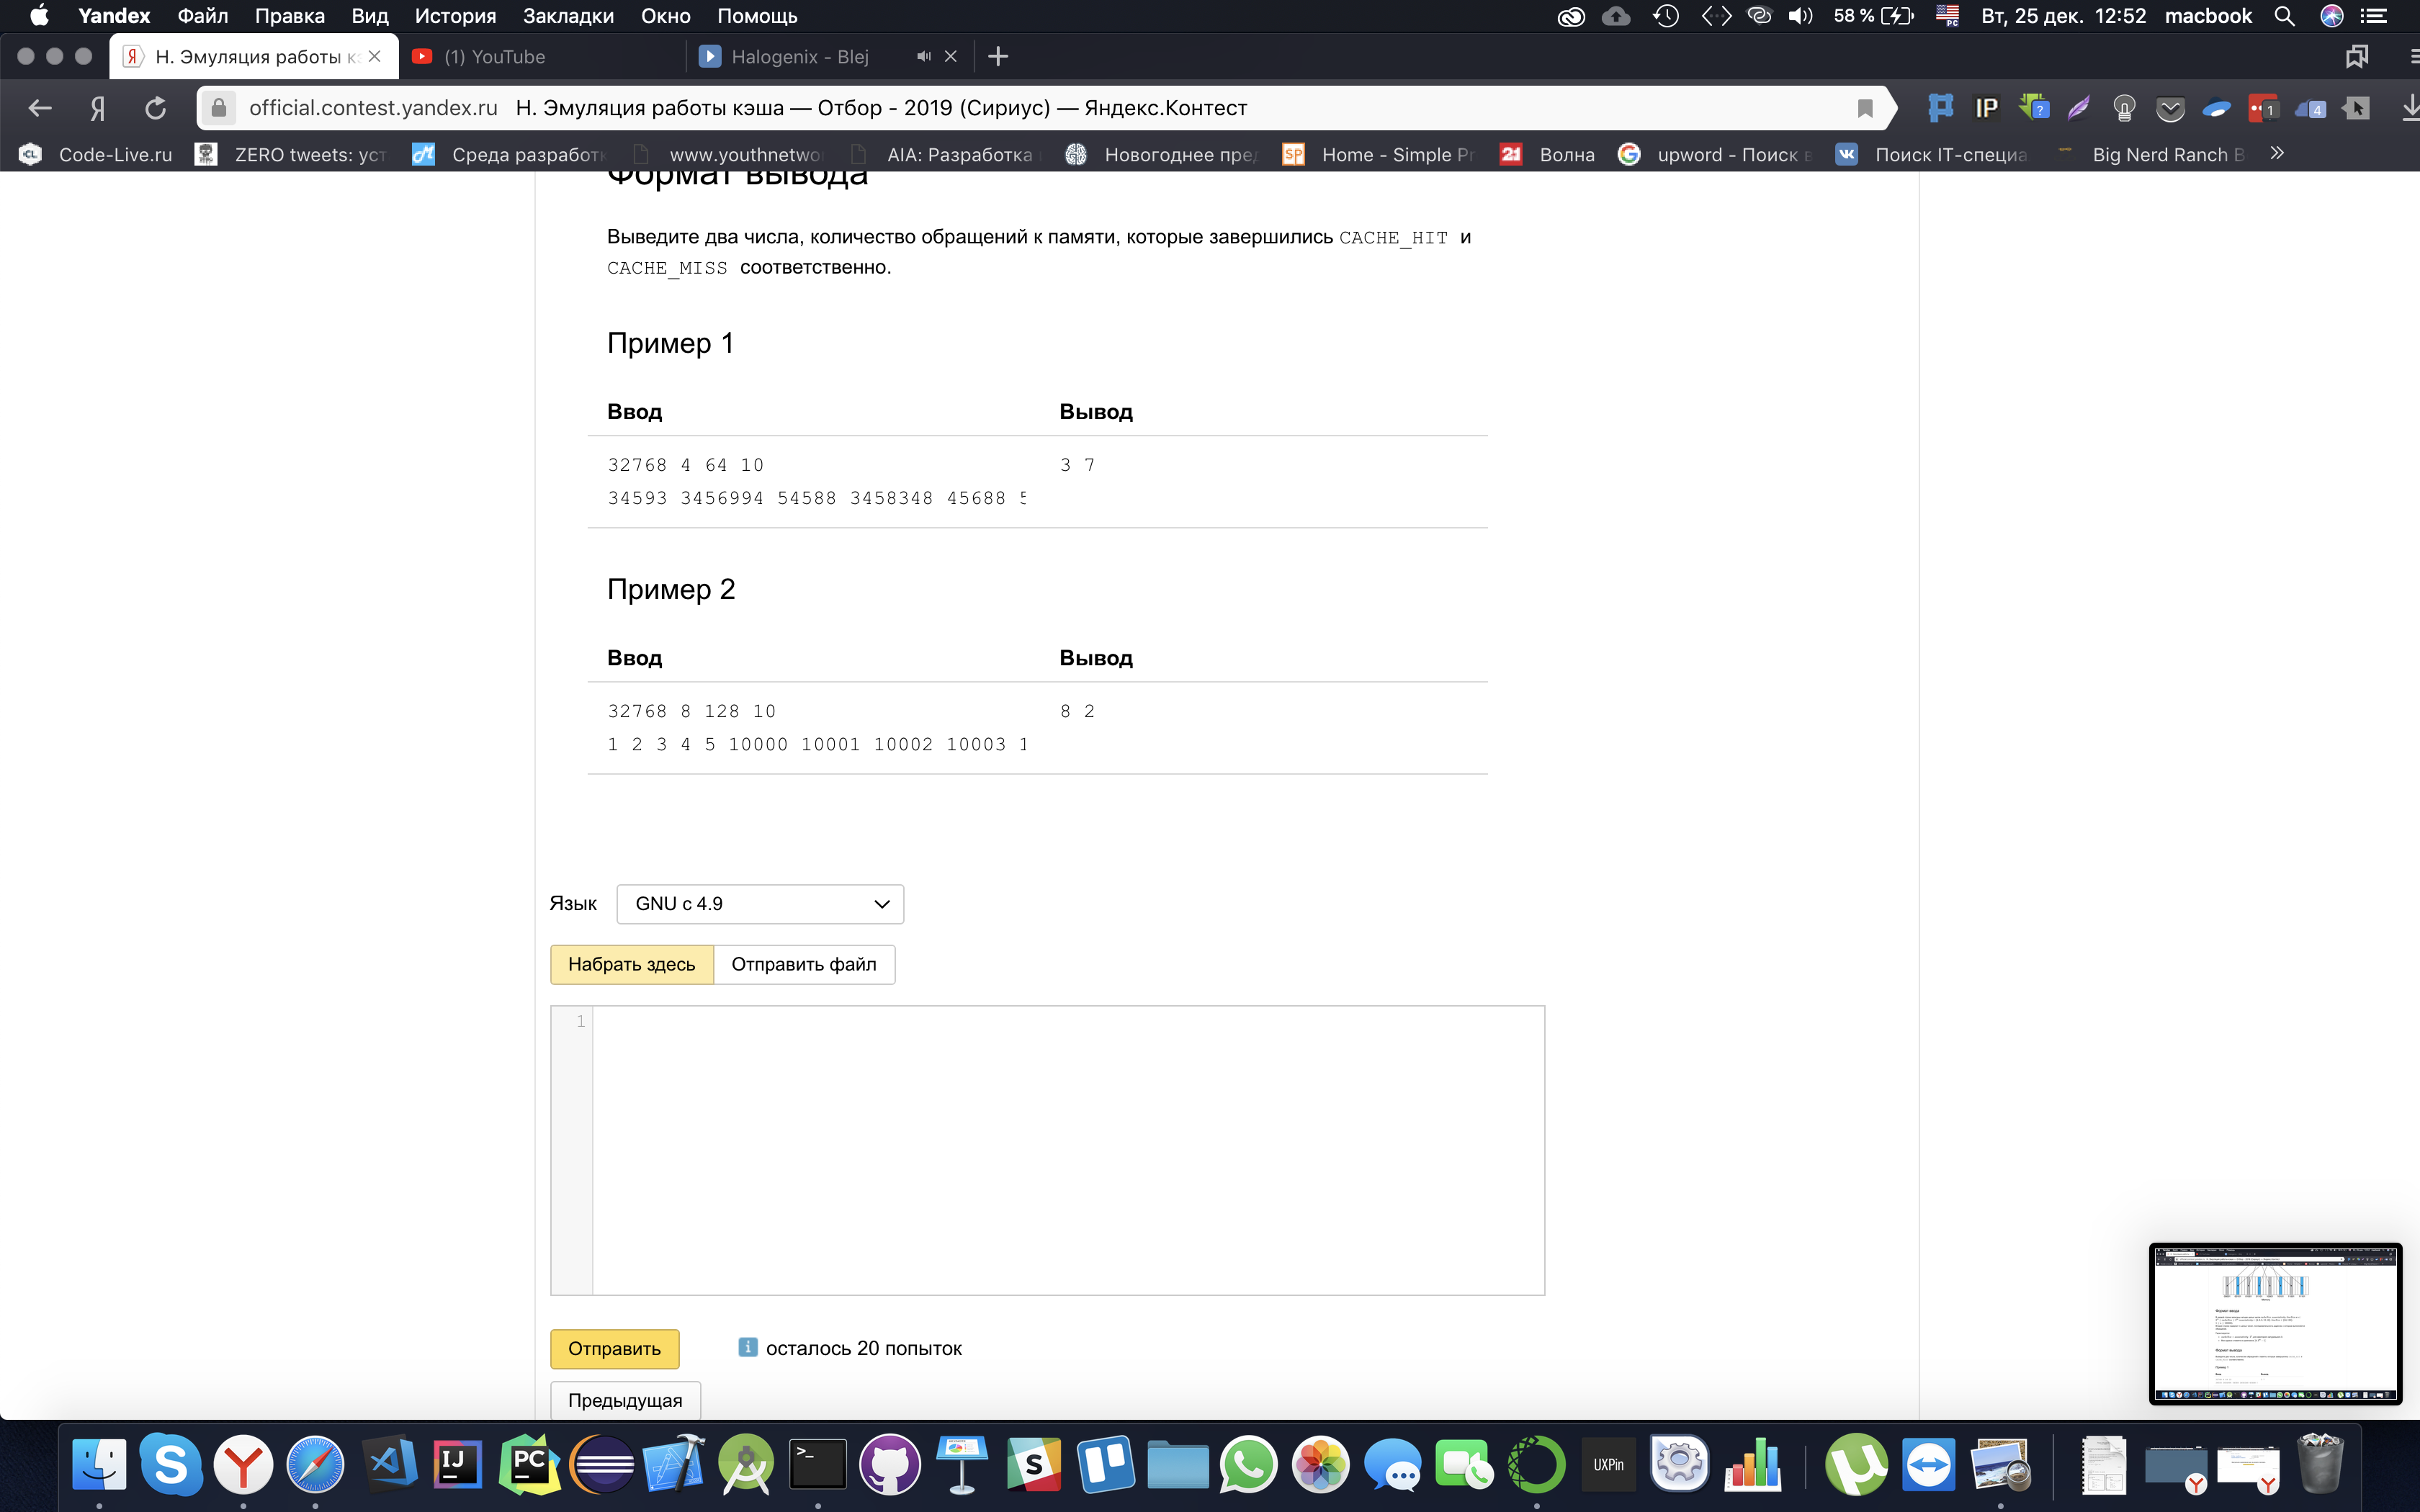 Yandex Файл Правка Вид История Закладки Окно Помощь 58 % Вт, 25 дек. 12:52 macbook
Н. Эмуляция работы кэ (1) YouTube Halogenix - Blej
official.contest.yandex.ru Н. Эмуляция работы кэша — Отбор - 2019 (Сириус) — Яндекс.Контест
Code-Live.ru ZERO tweets: уст Среда разработк www.youthnetwo AIA: Разработка Новогоднее пре Home - Simple Pr Волна upword - Поиск в Поиск IT-специа Big Nerd Ranch B
Формат вывода
Выведите два числа, количество обращений к памяти, которые завершились CACHE_HIT и
CACHE_MISS соответственно.
Пример 1
Ввод Вывод
32768 4 64 10 3 7
34593 3456994 54588 3458348 45688 5
Пример 2
Ввод Вывод
32768 8 128 10 8 2
1 2 3 4 5 10000 10001 10002 10003 1
Язык GNU c 4.9
Набрать здесь Отправить файл
1
Отправить осталось 20 попыток
Предыдущая
UXPin